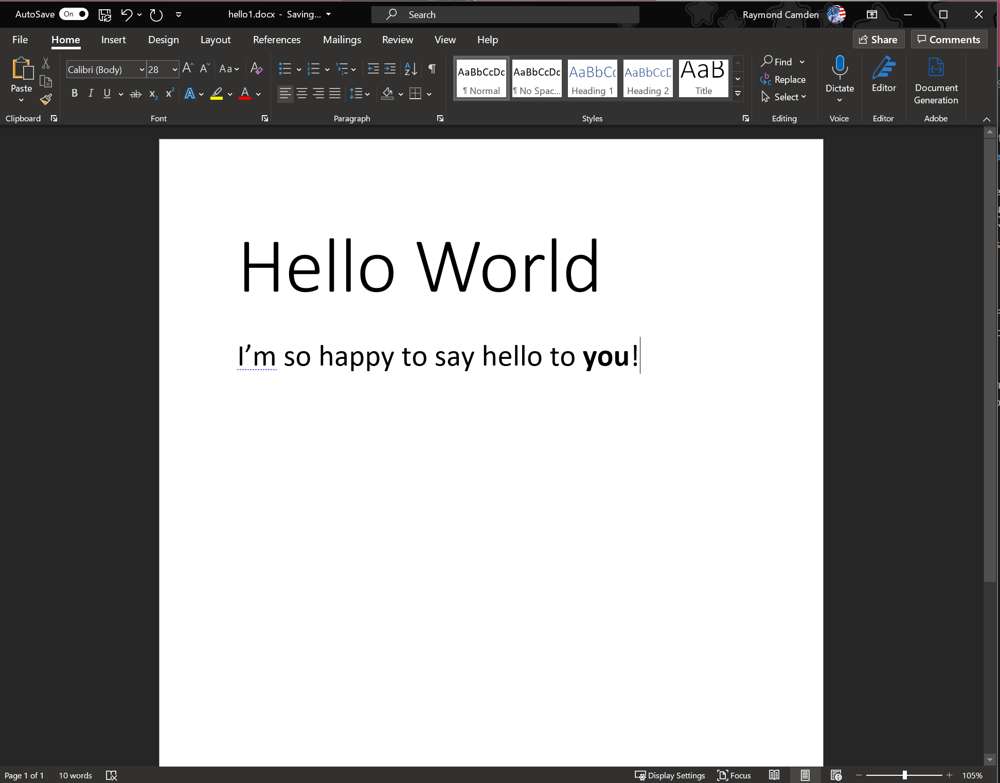 AutoSave On hello1.docx - Saving... Search Raymond Camden
File Home Insert Design Layout References Mailings Review View Help Share Comments
Paste
Clipboard
Calibri (Body) 28
Font
Paragraph
AaBbCcDc AaBbCcDc AaBbCc AaBbCcD AaB
¶ Normal ¶ No Spac... Heading 1 Heading 2 Title
Styles
Find
Replace
Select
Editing
Dictate
Voice
Editor
Editor
Document
Generation
Adobe
Hello World
I’m so happy to say hello to you!
Page 1 of 1 10 words Display Settings Focus 105%